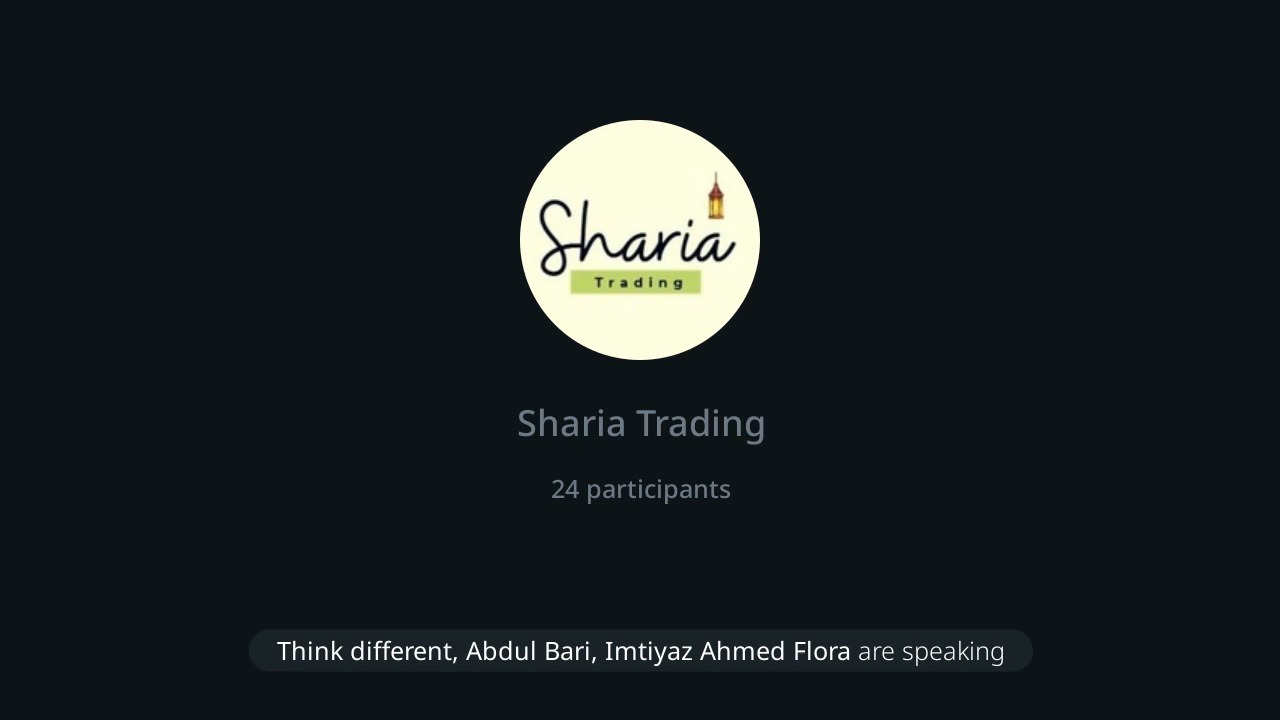 Sharia
Trading
Sharia Trading
24 participants
Think different, Abdul Bari, Imtiyaz Ahmed Flora are speaking